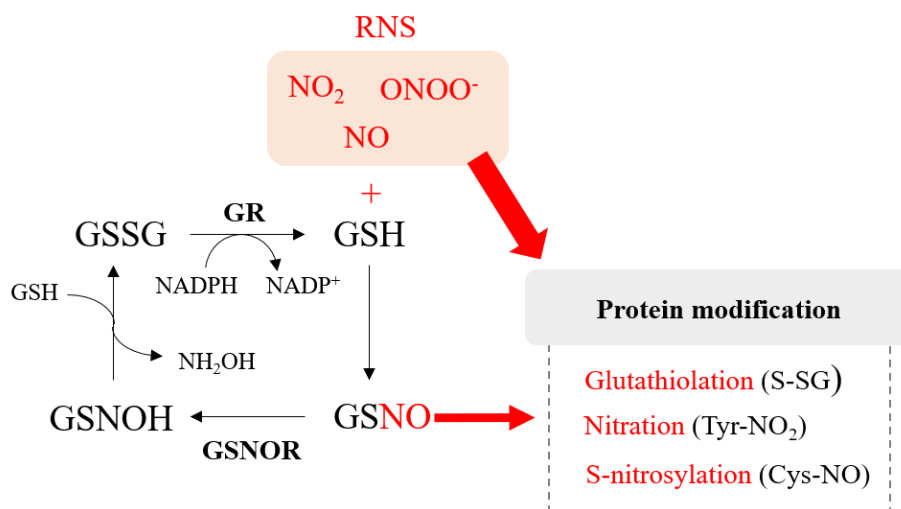 RNS
NO₂ ONOO⁻
NO
+
GR
GSSG GSH
NADPH NADP⁺
GSH
NH₂OH
GSNOH GSNO
GSNOR
Protein modification
Glutathiolation (S-SG)
Nitration (Tyr-NO₂)
S-nitrosylation (Cys-NO)